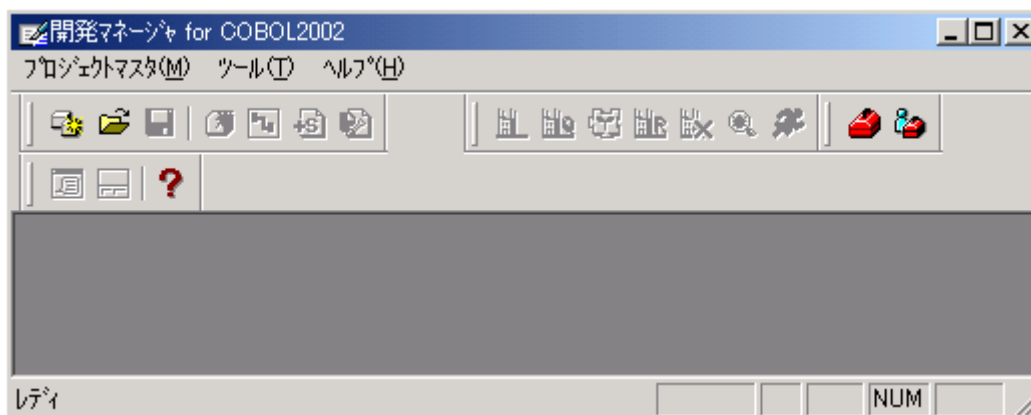 開発ﾏﾈｰｼﾞｬ for COBOL2002
ﾌﾟﾛｼﾞｪｸﾄﾏｽﾀ(M) ﾂｰﾙ(T) ﾍﾙﾌﾟ(H)
ﾚﾃﾞｨ NUM